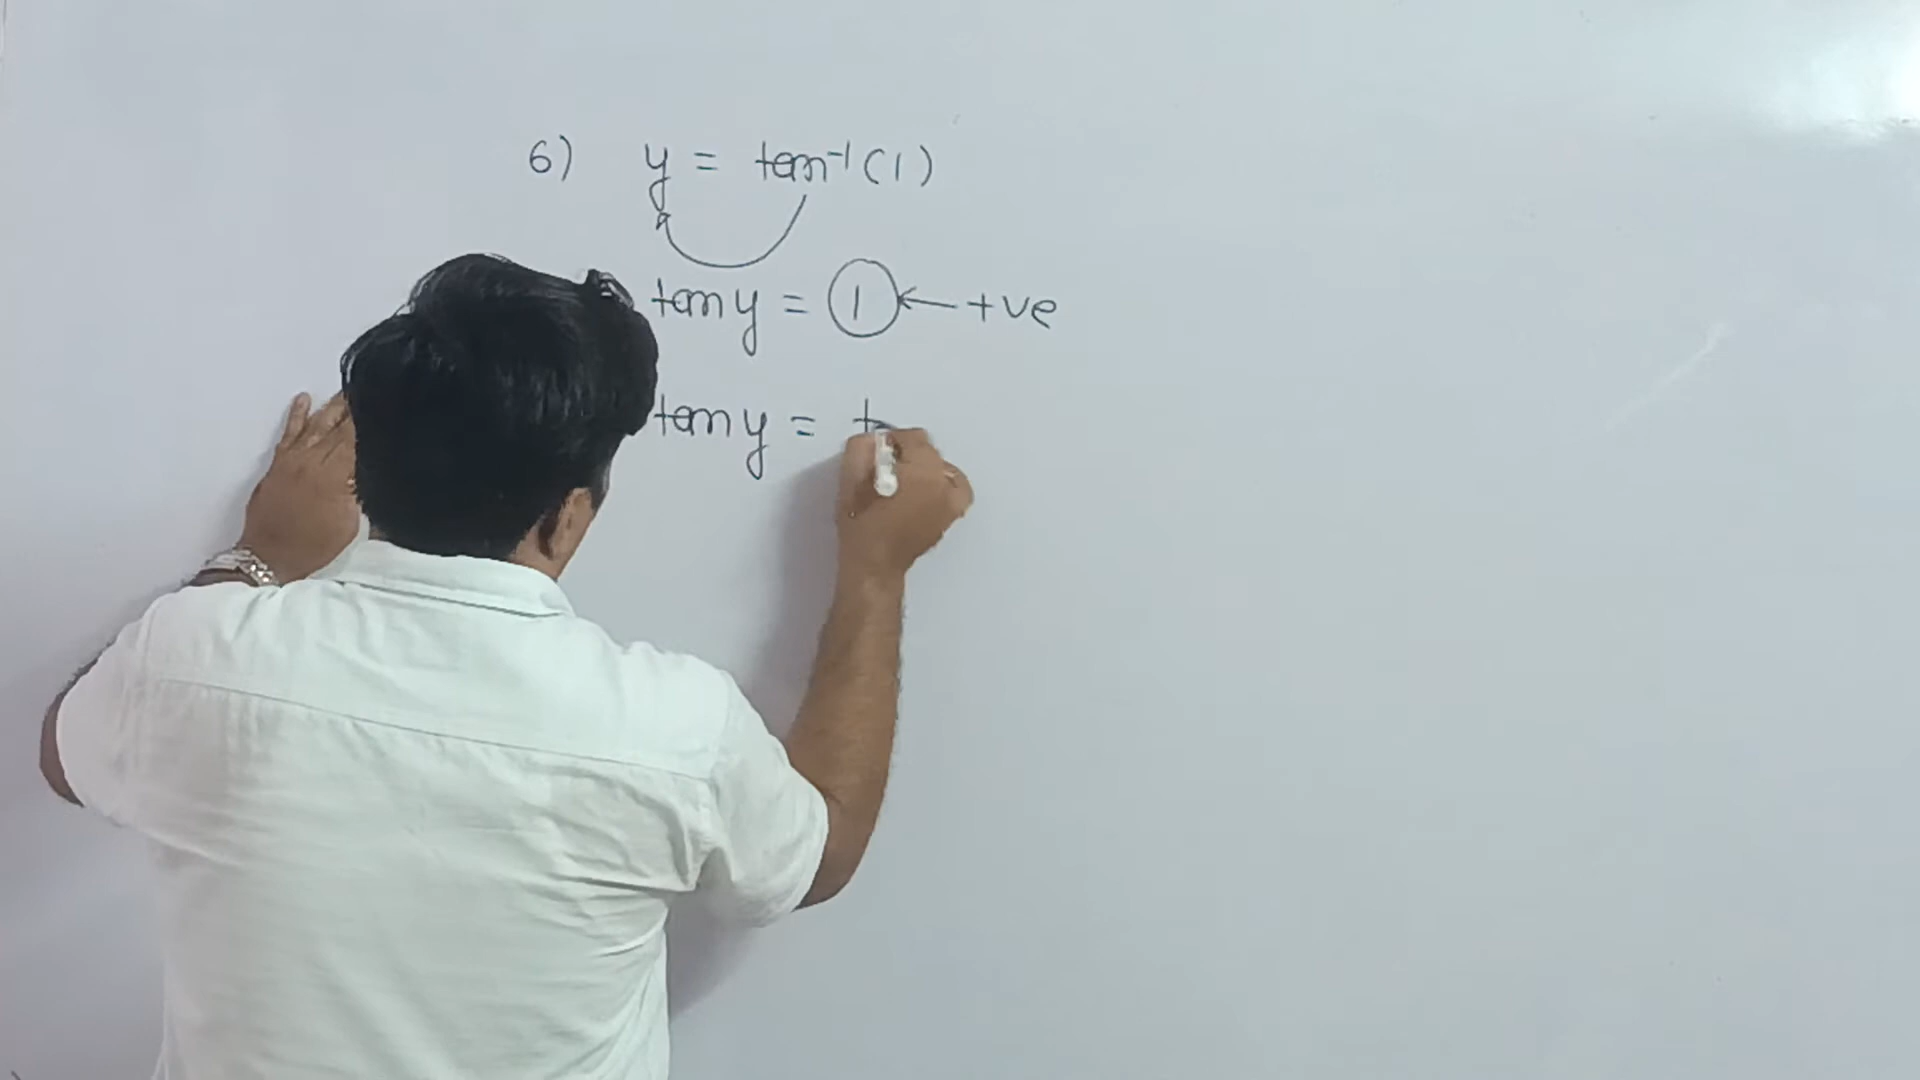 6) y = tan⁻¹(1)
tan y = 1 ← +ve
tan y = t